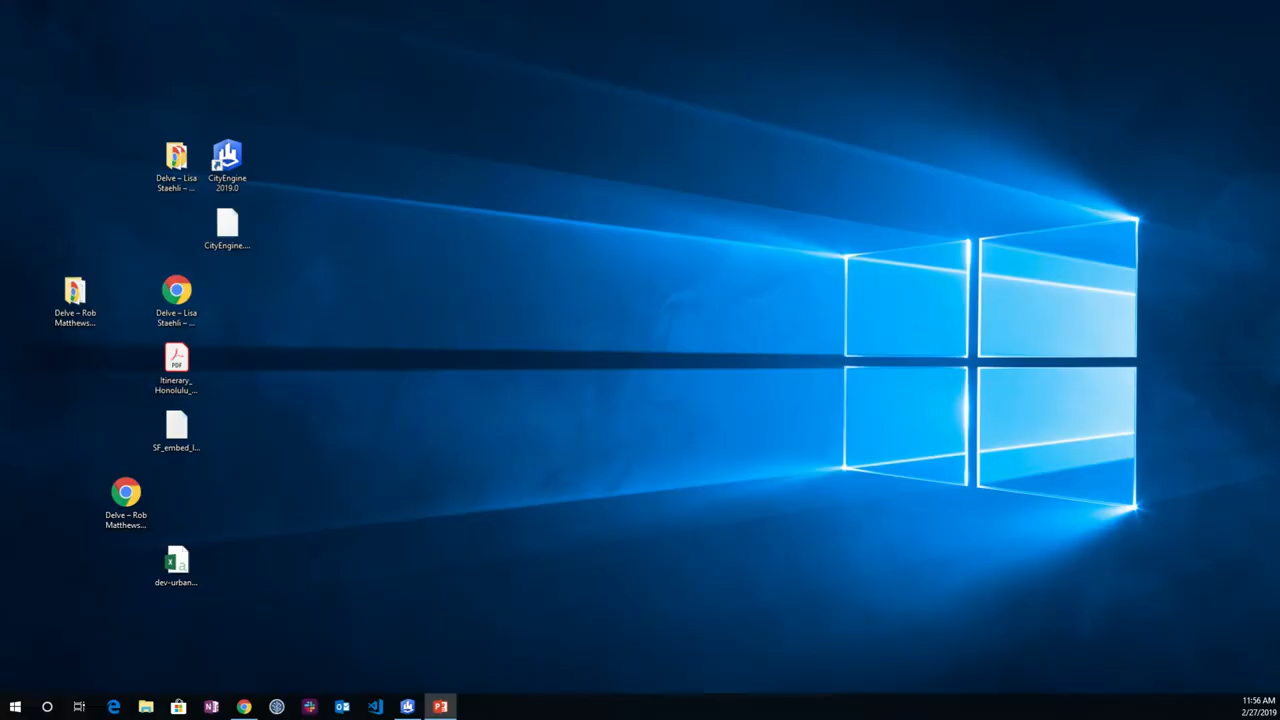 Delve – Lisa
Staehli – ...
CityEngine
2019.0
CityEngine....
Delve – Rob
Matthews...
Delve – Lisa
Staehli – ...
PDF
Itinerary_
Honolulu_...
SF_embed_l...
Delve – Rob
Matthews...
dev-urban...
11:56 AM
2/27/2019